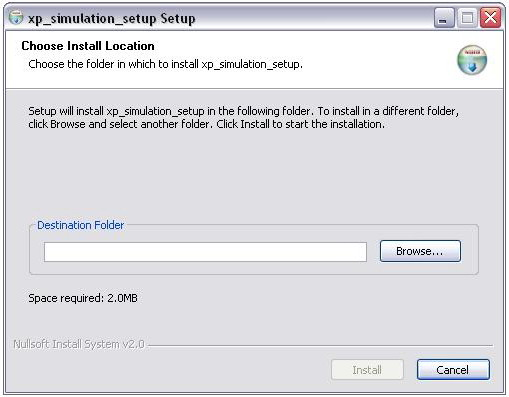 xp_simulation_setup Setup
Choose Install Location
Choose the folder in which to install xp_simulation_setup.
Setup will install xp_simulation_setup in the following folder. To install in a different folder,
click Browse and select another folder. Click Install to start the installation.
Destination Folder
Browse...
Space required: 2.0MB
Nullsoft Install System v2.0
Install
Cancel